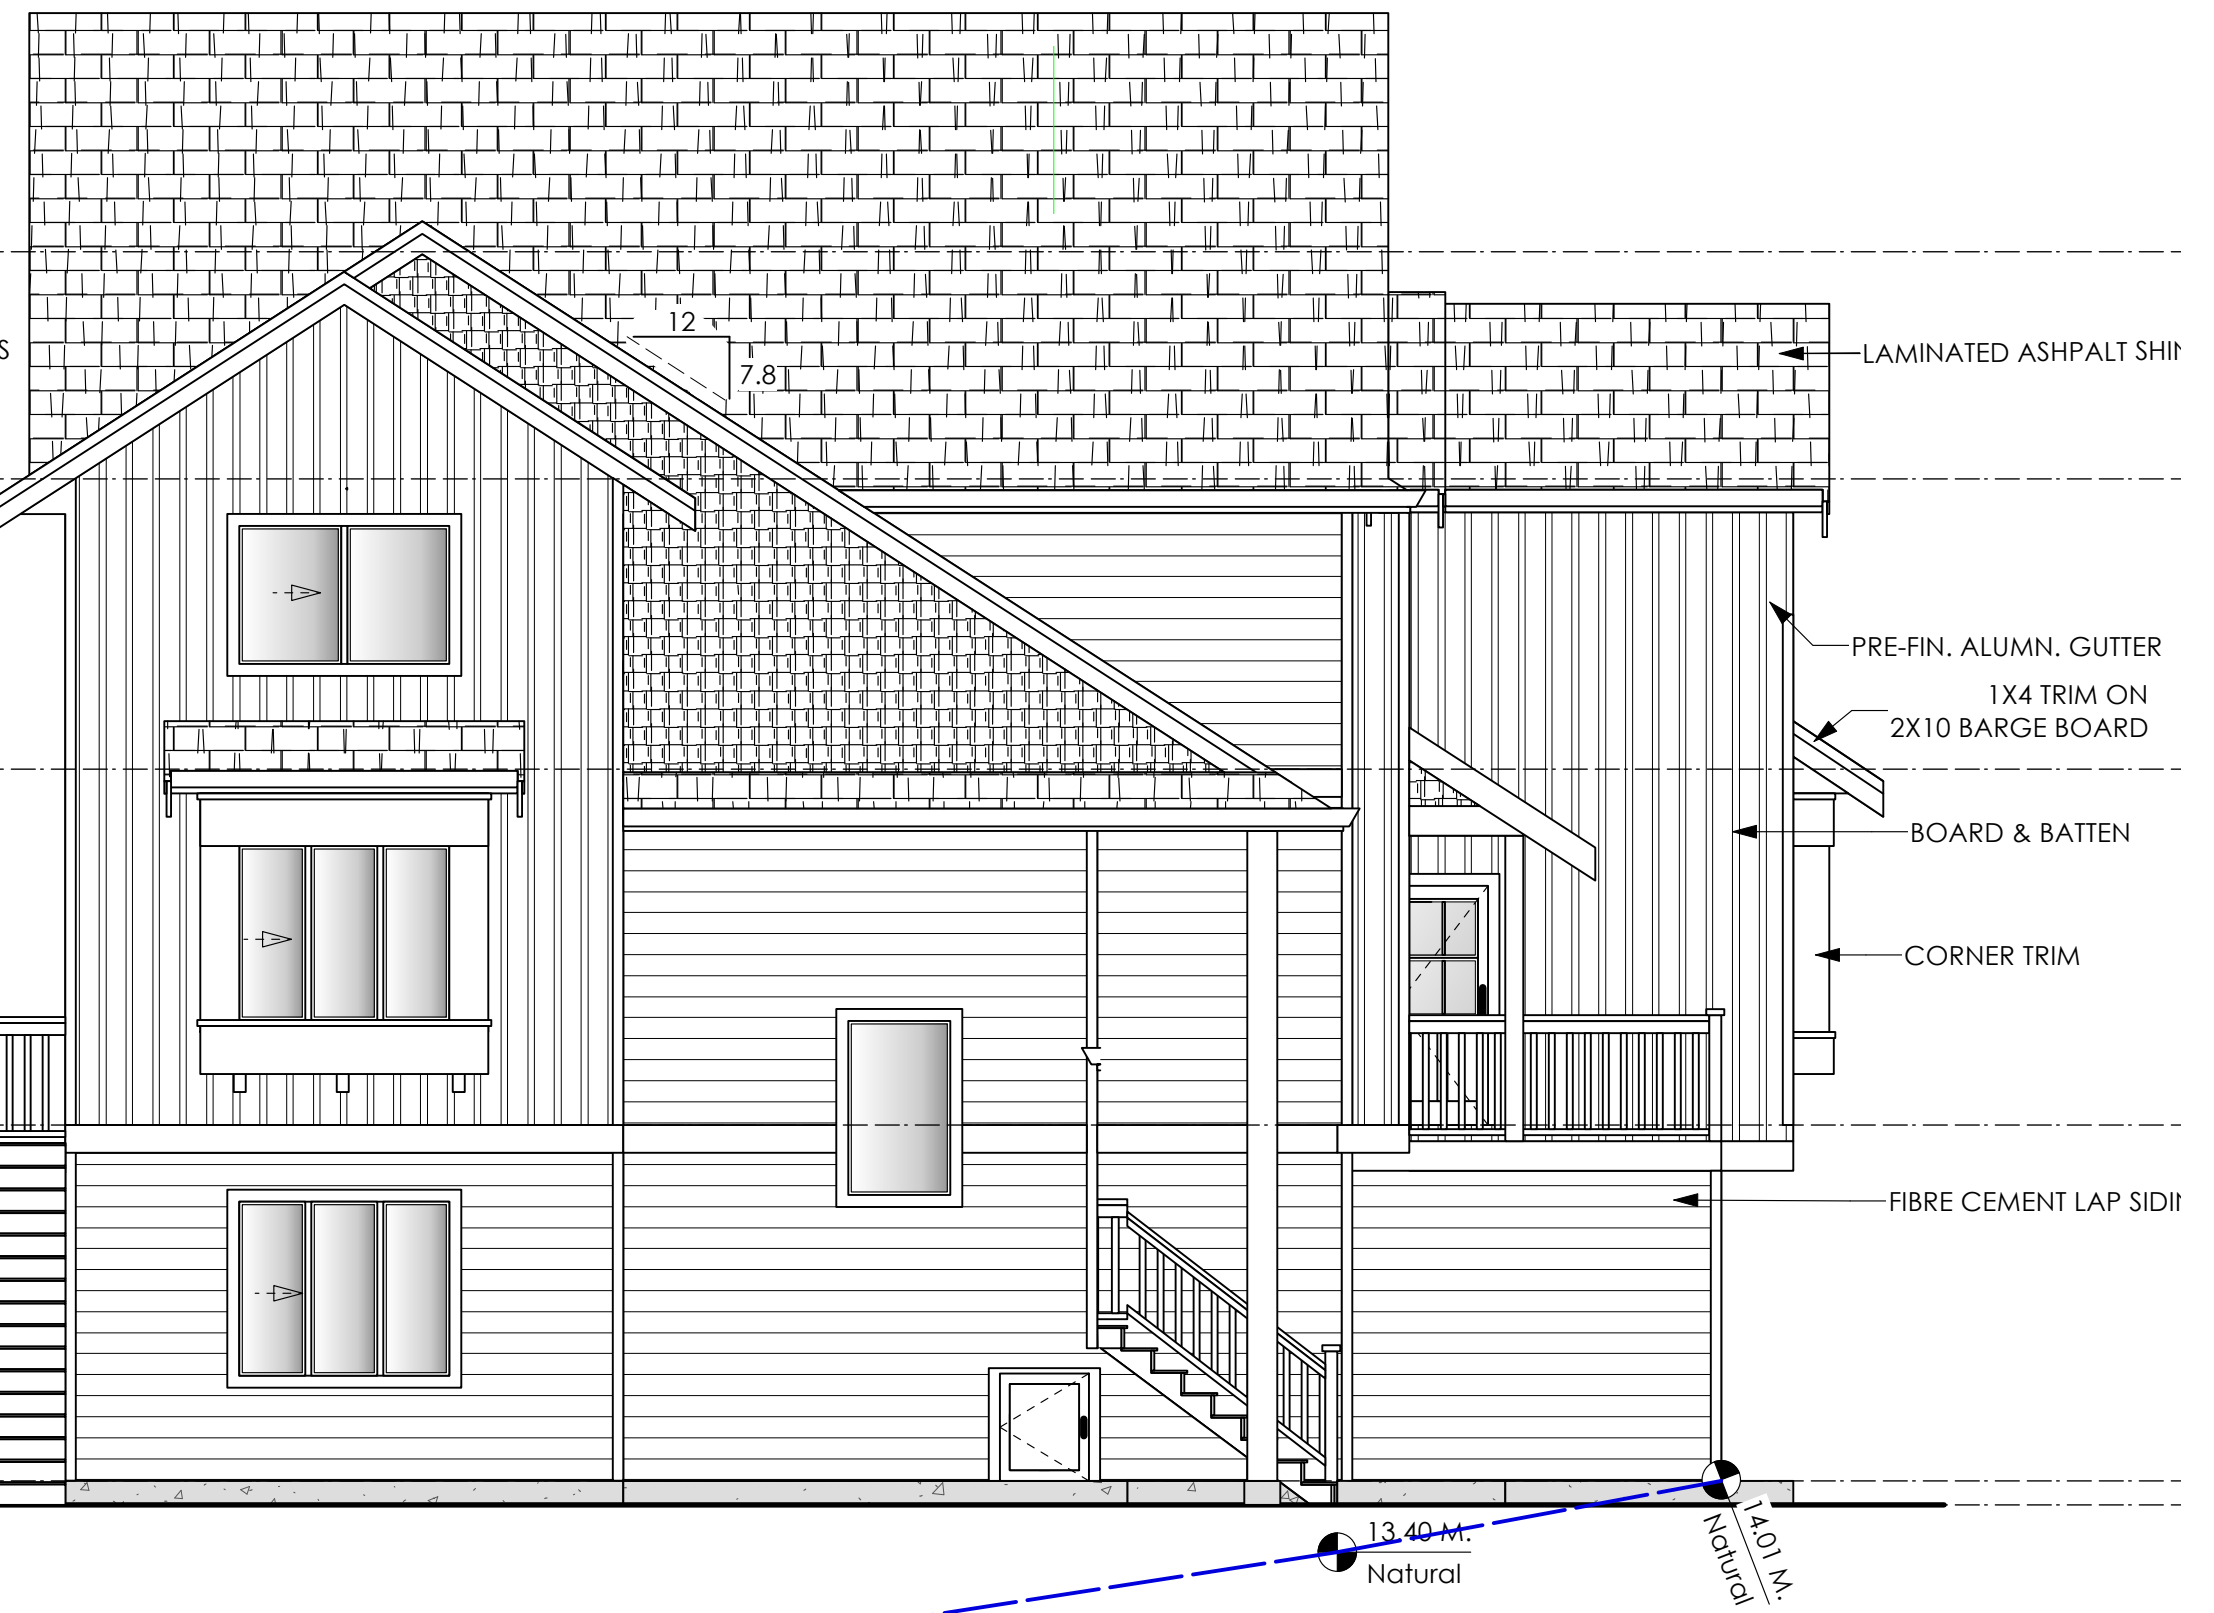 S
12
7.8
LAMINATED ASHPALT SHIN
PRE-FIN. ALUMN. GUTTER
1X4 TRIM ON
2X10 BARGE BOARD
BOARD & BATTEN
CORNER TRIM
FIBRE CEMENT LAP SIDIN
13.40 M.
Natural
14.01 M.
Natural